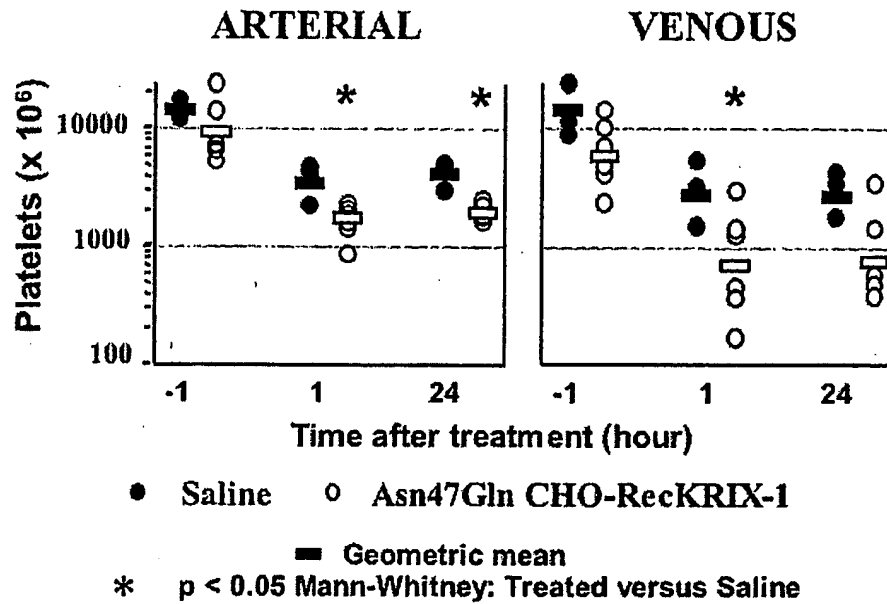 ARTERIAL VENOUS
Platelets (x 10⁶)
* * *
10000
1000
100
-1 1 24 -1 1 24
Time after treatment (hour)
● Saline ○ Asn47Gln CHO-RecKRIX-1
▬ Geometric mean
* p < 0.05 Mann-Whitney: Treated versus Saline